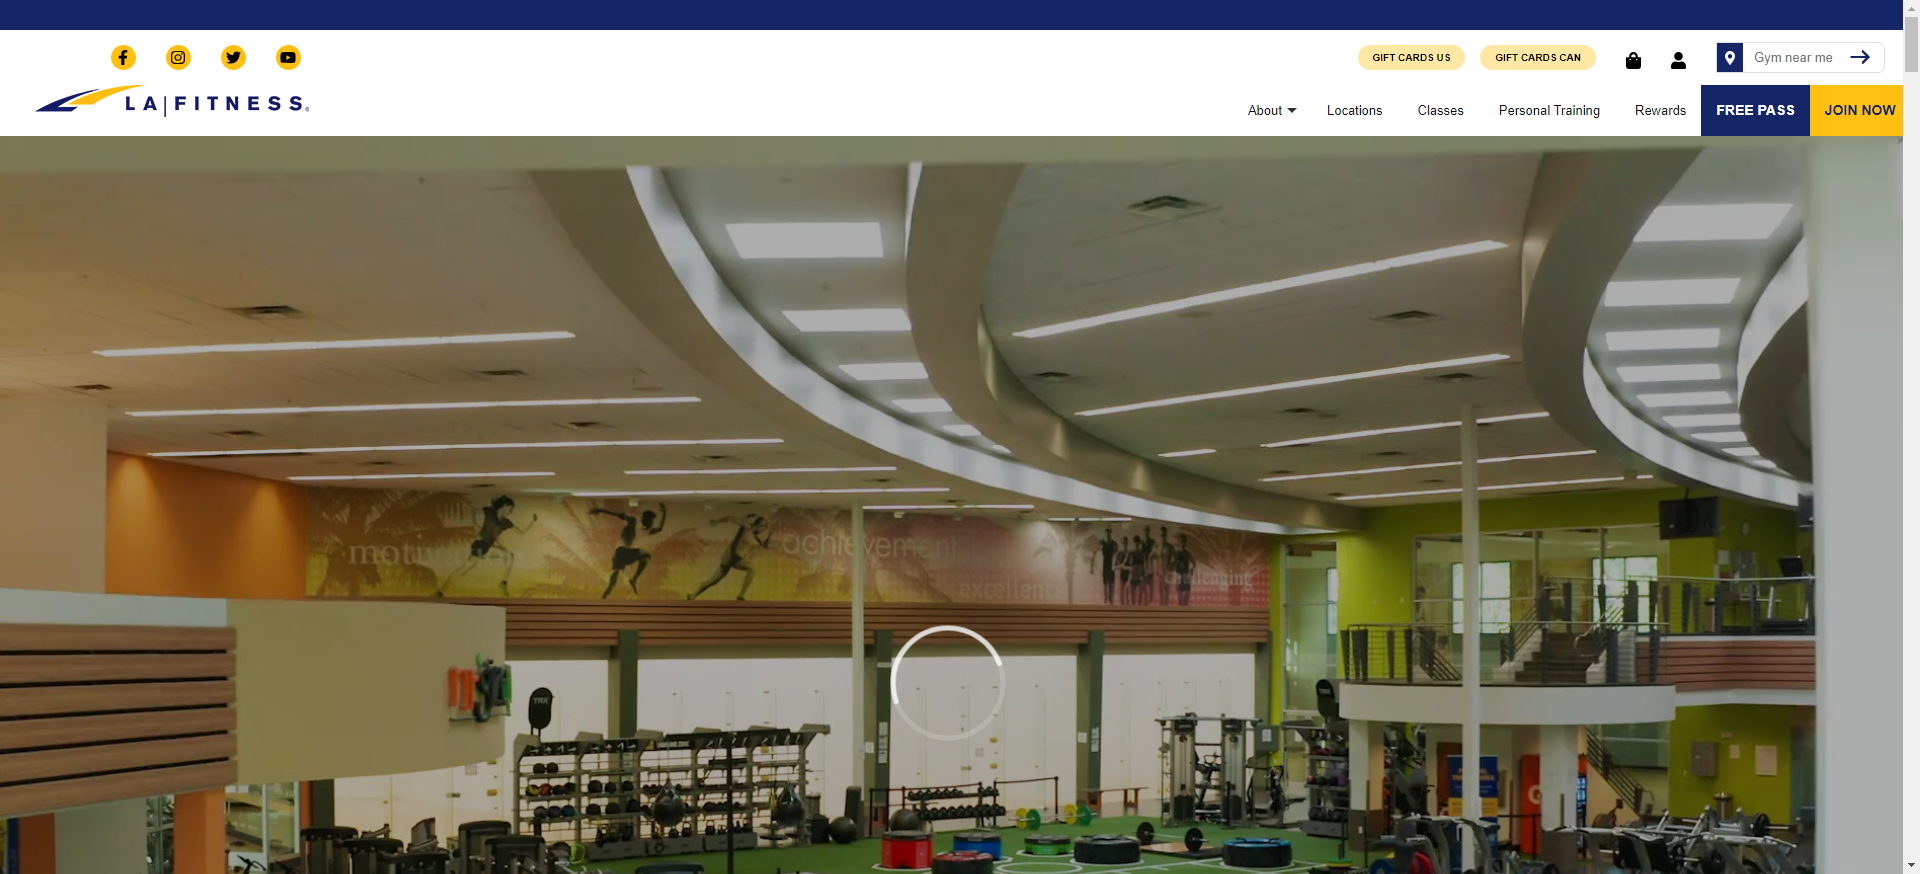 GIFT CARDS US
GIFT CARDS CAN
Gym near me
LA|FITNESS®
About
Locations
Classes
Personal Training
Rewards
FREE PASS
JOIN NOW
motivation
achievement
excellence
challenging
TRX